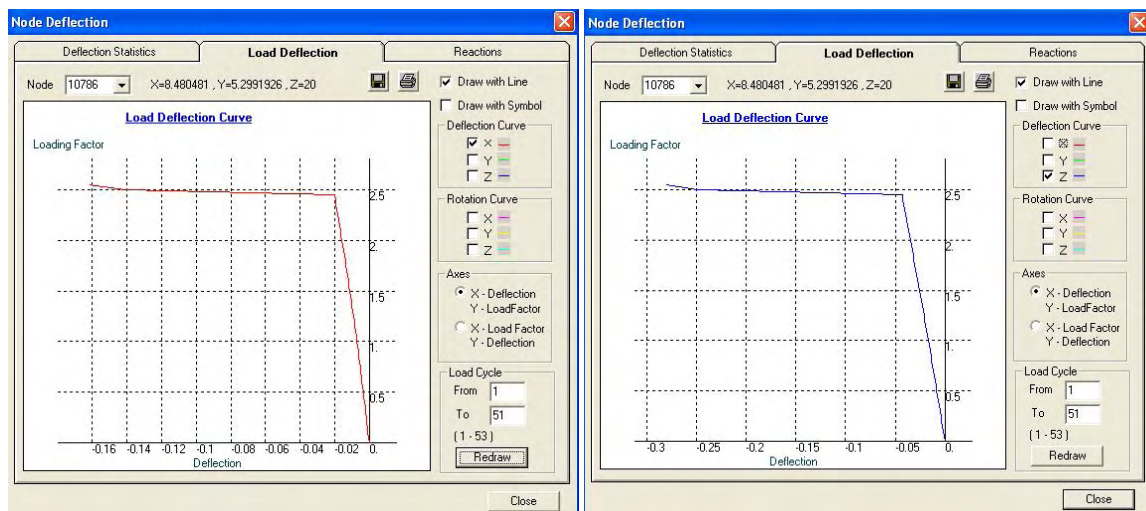 Node Deflection
Deflection Statistics
Load Deflection
Reactions
Node 10786 X=8.480481 , Y=5.2991926 , Z=20
Load Deflection Curve
Loading Factor
2.5
2.
1.5
1.
0.5
-0.16 -0.14 -0.12 -0.1 -0.08 -0.06 -0.04 -0.02 0.
Deflection
Draw with Line
Draw with Symbol
Deflection Curve
X
Y
Z
Rotation Curve
X
Y
Z
Axes
X - Deflection
Y - LoadFactor
X - Load Factor
Y - Deflection
Load Cycle
From 1
To 51
( 1 - 53 )
Redraw
Close
Node Deflection
Deflection Statistics
Load Deflection
Reactions
Node 10786 X=8.480481 , Y=5.2991926 , Z=20
Load Deflection Curve
Loading Factor
2.5
2.
1.5
1.
0.5
-0.3 -0.25 -0.2 -0.15 -0.1 -0.05 0.
Deflection
Draw with Line
Draw with Symbol
Deflection Curve
X
Y
Z
Rotation Curve
X
Y
Z
Axes
X - Deflection
Y - LoadFactor
X - Load Factor
Y - Deflection
Load Cycle
From 1
To 51
( 1 - 53 )
Redraw
Close